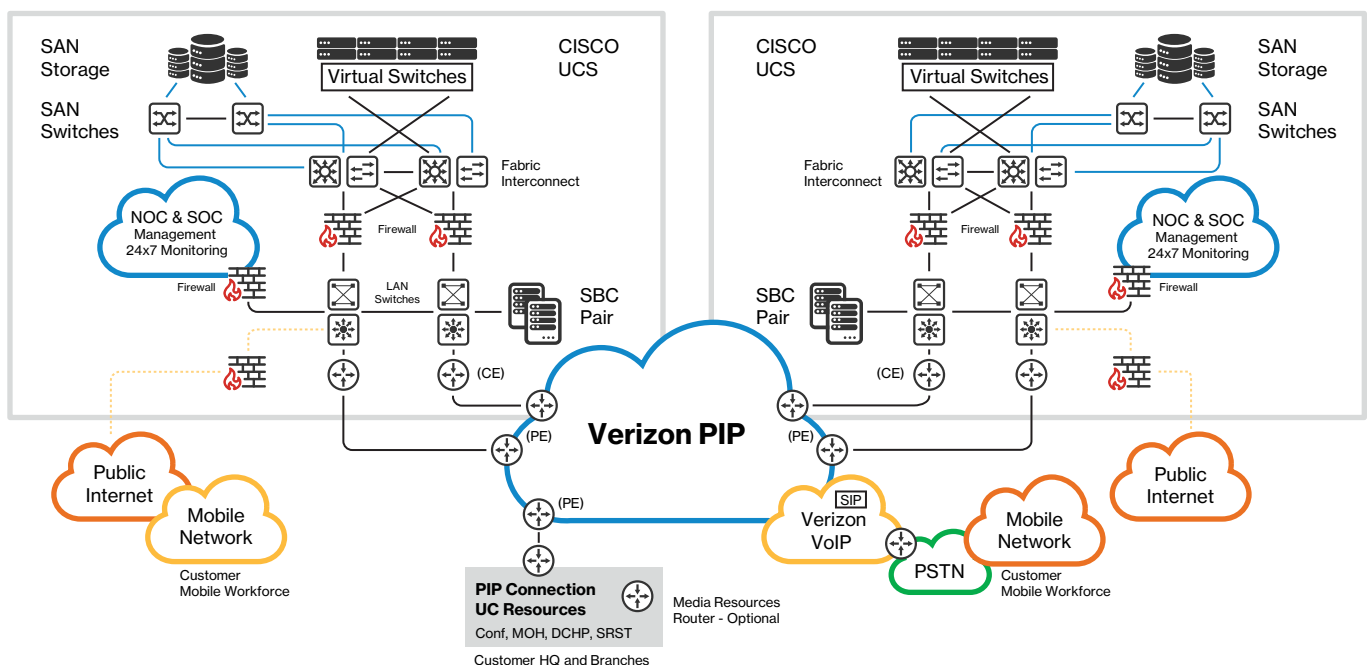 SAN
Storage
CISCO
UCS
Virtual Switches
SAN
Switches
Fabric
Interconnect
NOC & SOC
Management
24x7 Monitoring
Firewall
Firewall
LAN
Switches
SBC
Pair
(CE)
Public
Internet
Mobile
Network
Customer
Mobile Workforce
CISCO
UCS
Virtual Switches
SAN
Storage
SAN
Switches
Fabric
Interconnect
Firewall
NOC & SOC
Management
24x7 Monitoring
Firewall
SBC
Pair
(CE)
Verizon PIP
(PE)
(PE)
(PE)
Public
Internet
SIP
Verizon
VoIP
PSTN
Mobile
Network
Customer
Mobile Workforce
PIP Connection
UC Resources
Conf, MOH, DCHP, SRST
Media Resources
Router - Optional
Customer HQ and Branches